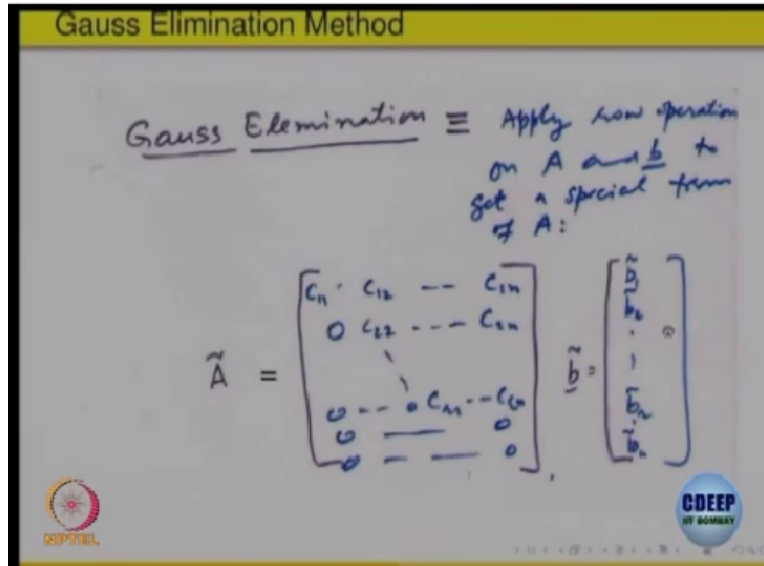 Gauss Elimination Method
Gauss Elemination ≡ Apply row operation
on A and b to
get a special form
of A:
C₁₁ C₁₂ -- C₁ₙ
0 C₂₂ --- C₂ₙ
0 -- 0 Cᵣᵣ -- Cᵣₙ
0 — 0
0 - — 0
Ã = , b̃ =
b̃₁
b̃₂
b̃ᵣ
b̃ₙ
NPTEL
CDEEP
IIT BOMBAY